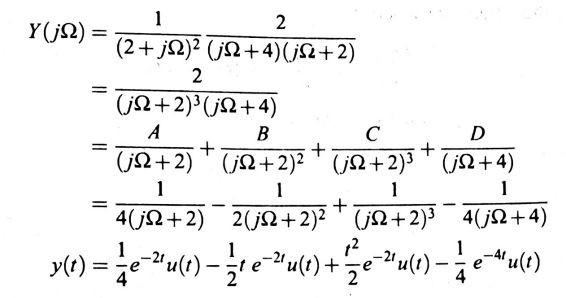 Y(jΩ) = 1/(2+jΩ)² 2/((jΩ+4)(jΩ+2))
= 2/((jΩ+2)³(jΩ+4))
= A/(jΩ+2) + B/(jΩ+2)² + C/(jΩ+2)³ + D/(jΩ+4)
= 1/(4(jΩ+2)) − 1/(2(jΩ+2)²) + 1/(jΩ+2)³ − 1/(4(jΩ+4))
y(t) = 1/4 e^(−2t) u(t) − 1/2 t e^(−2t) u(t) + t²/2 e^(−2t) u(t) − 1/4 e^(−4t) u(t)